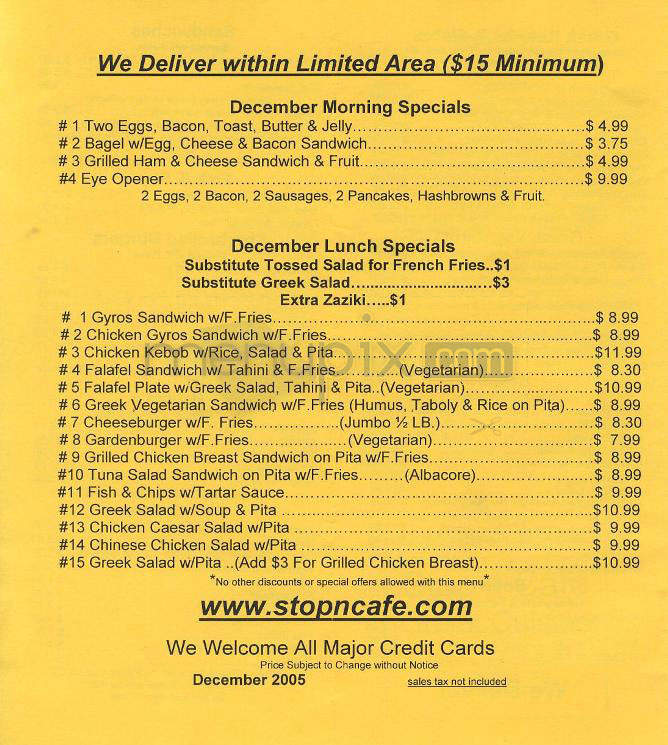 We Deliver within Limited Area ($15 Minimum)
December Morning Specials
# 1 Two Eggs, Bacon, Toast, Butter & Jelly....................................................$ 4.99
# 2 Bagel w/Egg, Cheese & Bacon Sandwich.................................................$ 3.75
# 3 Grilled Ham & Cheese Sandwich & Fruit...................................................$ 4.99
#4 Eye Opener...............................................................................................$ 9.99
2 Eggs, 2 Bacon, 2 Sausages, 2 Pancakes, Hashbrowns & Fruit.
December Lunch Specials
Substitute Tossed Salad for French Fries..$1
Substitute Greek Salad.................................$3
Extra Zaziki.....$1
# 1 Gyros Sandwich w/F.Fries.........................................................................$ 8.99
# 2 Chicken Gyros Sandwich w/F.Fries............................................................$ 8.99
# 3 Chicken Kebob w/Rice, Salad & Pita...........................................................$11.99
# 4 Falafel Sandwich w/ Tahini & F.Fries..............(Vegetarian).........................$ 8.30
# 5 Falafel Plate w/Greek Salad, Tahini & Pita..(Vegetarian).............................$10.99
# 6 Greek Vegetarian Sandwich w/F.Fries (Humus, Taboly & Rice on Pita)......$ 8.99
# 7 Cheeseburger w/F. Fries...................(Jumbo ½ LB.)..................................$ 8.30
# 8 Gardenburger w/F.Fries......................(Vegetarian)....................................$ 7.99
# 9 Grilled Chicken Breast Sandwich on Pita w/F.Fries.....................................$ 8.99
#10 Tuna Salad Sandwich on Pita w/F.Fries..........(Albacore)..........................$ 8.99
#11 Fish & Chips w/Tartar Sauce.....................................................................$ 9.99
#12 Greek Salad w/Soup & Pita .......................................................................$10.99
#13 Chicken Caesar Salad w/Pita ....................................................................$ 9.99
#14 Chinese Chicken Salad w/Pita ..................................................................$ 9.99
#15 Greek Salad w/Pita ..(Add $3 For Grilled Chicken Breast)..........................$10.99
*No other discounts or special offers allowed with this menu*
www.stopncafe.com
We Welcome All Major Credit Cards
Price Subject to Change without Notice
December 2005 sales tax not included
menupix.com